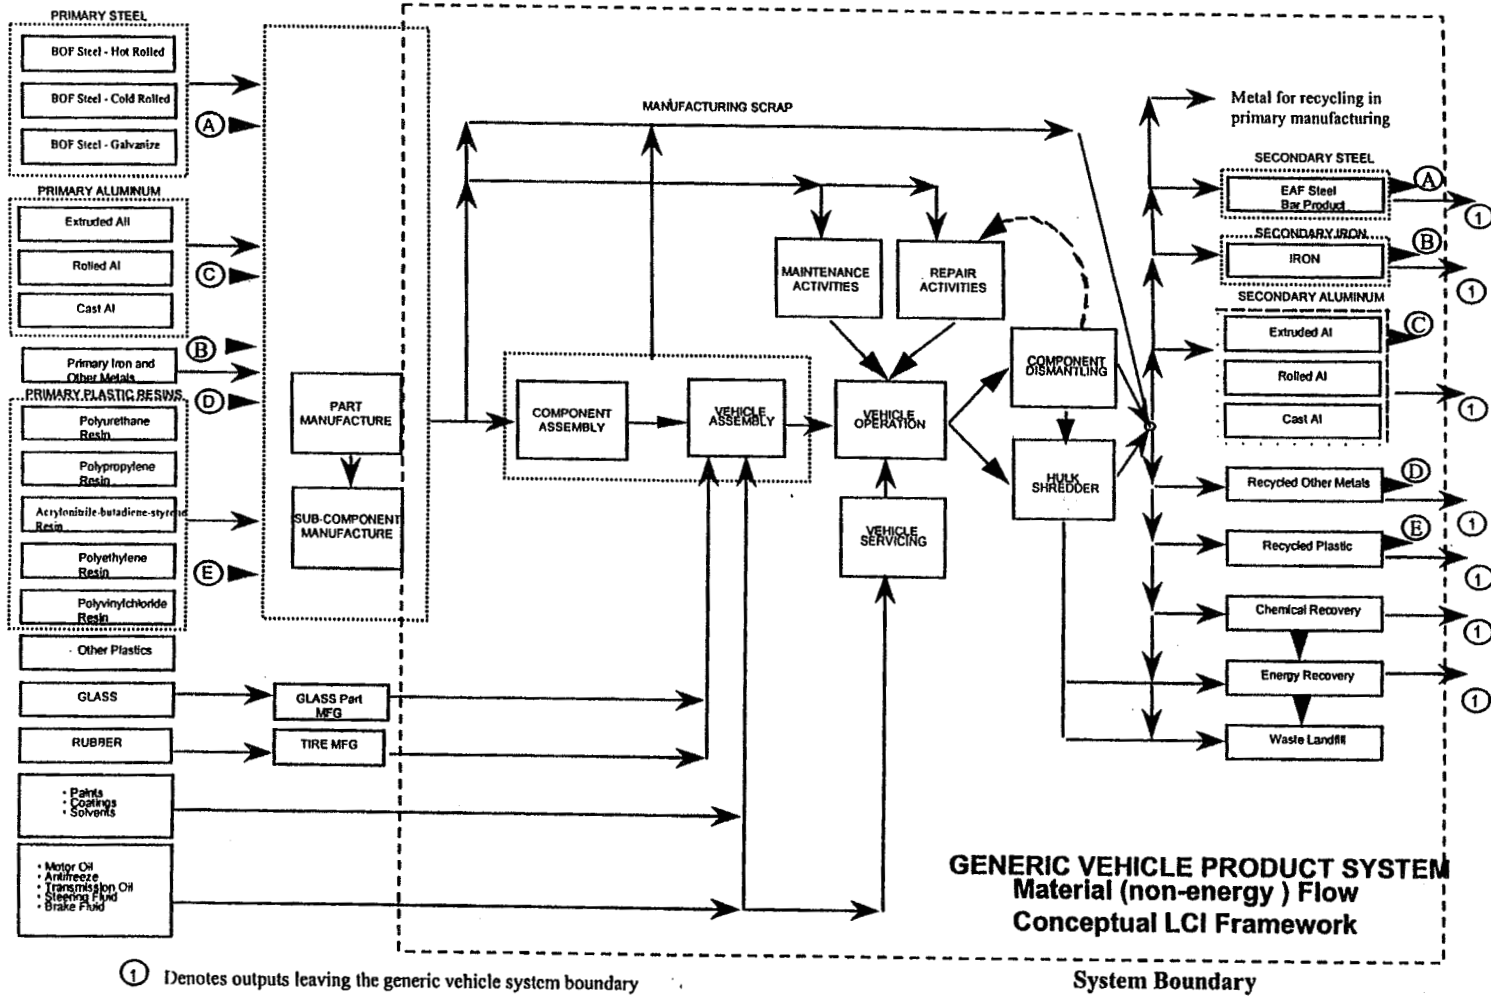 PRIMARY STEEL
BOF Steel - Hot Rolled
BOF Steel - Cold Rolled
A
BOF Steel - Galvanize
PRIMARY ALUMINUM
Extruded All
Rolled Al
C
Cast Al
B
Primary Iron and
Other Metals
PRIMARY PLASTIC RESINS
D
Polyurethane
Resin
Polypropylene
Resin
Acrylonitrile-butadiene-styrene
Resin
Polyethylene
Resin
E
Polyvinylchloride
Resin
Other Plastics
GLASS
RUBBER
• Paints
• Coatings
• Solvents
• Motor Oil
• Antifreeze
• Transmission Oil
• Steering Fluid
• Brake Fluid
PART
MANUFACTURE
SUB-COMPONENT
MANUFACTURE
GLASS Part
MFG
TIRE MFG
MANUFACTURING SCRAP
MAINTENANCE
ACTIVITIES
REPAIR
ACTIVITIES
COMPONENT
ASSEMBLY
VEHICLE
ASSEMBLY
VEHICLE
OPERATION
COMPONENT
DISMANTLING
HULK
SHREDDER
VEHICLE
SERVICING
Metal for recycling in
primary manufacturing
SECONDARY STEEL
EAF Steel
Bar Product
A
1
SECONDARY IRON
IRON
B
1
SECONDARY ALUMINUM
Extruded Al
C
Rolled Al
1
Cast Al
Recycled Other Metals
D
1
Recycled Plastic
E
1
Chemical Recovery
1
Energy Recovery
1
Waste Landfill
GENERIC VEHICLE PRODUCT SYSTEM
Material (non-energy ) Flow
Conceptual LCI Framework
1 Denotes outputs leaving the generic vehicle system boundary
System Boundary